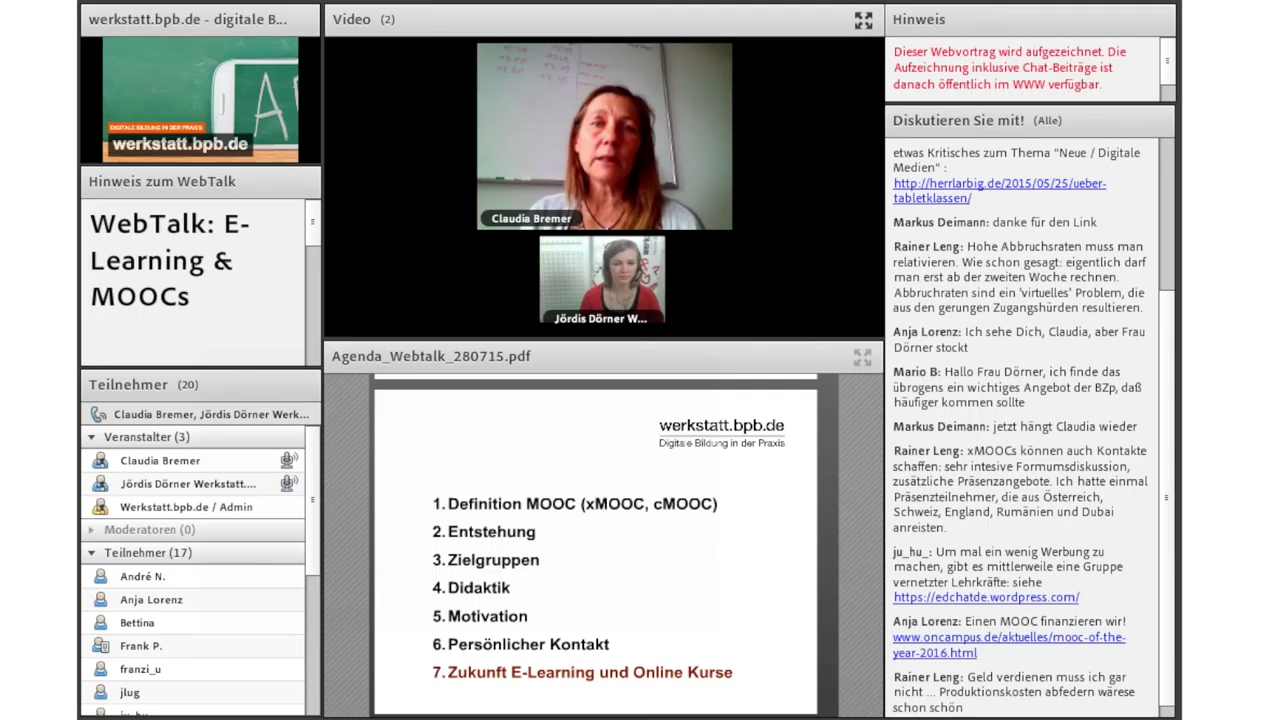 werkstatt.bpb.de - digitale B...
DIGITALE BILDUNG IN DER PRAXIS
werkstatt.bpb.de
Hinweis zum WebTalk
WebTalk: E-
Learning &
MOOCs
Teilnehmer (20)
Claudia Bremer, Jördis Dörner Werk...
Veranstalter (3)
Claudia Bremer
Jördis Dörner Werkstatt....
Werkstatt.bpb.de / Admin
Moderatoren (0)
Teilnehmer (17)
André N.
Anja Lorenz
Bettina
Frank P.
franzi_u
jlug
Video (2)
Claudia Bremer
Jördis Dörner W...
Agenda_Webtalk_280715.pdf
werkstatt.bpb.de
Digitale Bildung in der Praxis
1. Definition MOOC (xMOOC, cMOOC)
2. Entstehung
3. Zielgruppen
4. Didaktik
5. Motivation
6. Persönlicher Kontakt
7. Zukunft E-Learning und Online Kurse
Hinweis
Dieser Webvortrag wird aufgezeichnet. Die
Aufzeichnung inklusive Chat-Beiträge ist
danach öffentlich im WWW verfügbar.
Diskutieren Sie mit! (Alle)
etwas Kritisches zum Thema "Neue / Digitale
Medien" :
http://herrlarbig.de/2015/05/25/ueber-
tabletklassen/
Markus Deimann: danke für den Link
Rainer Leng: Hohe Abbruchsraten muss man
relativieren. Wie schon gesagt: eigentlich darf
man erst ab der zweiten Woche rechnen.
Abbruchraten sind ein 'virtuelles' Problem, die
aus den gerungen Zugangshürden resultieren.
Anja Lorenz: Ich sehe Dich, Claudia, aber Frau
Dörner stockt
Mario B: Hallo Frau Dörner, ich finde das
übrogens ein wichtiges Angebot der BZp, daß
häufiger kommen sollte
Markus Deimann: jetzt hängt Claudia wieder
Rainer Leng: xMOOCs können auch Kontakte
schaffen: sehr intesive Formumsdiskussion,
zusätzliche Präsenzangebote. Ich hatte einmal
Präsenzteilnehmer, die aus Österreich,
Schweiz, England, Rumänien und Dubai
anreisten.
ju_hu_: Um mal ein wenig Werbung zu
machen, gibt es mittlerweile eine Gruppe
vernetzter Lehrkräfte: siehe
https://edchatde.wordpress.com/
Anja Lorenz: Einen MOOC finanzieren wir!
www.oncampus.de/aktuelles/mooc-of-the-
year-2016.html
Rainer Leng: Geld verdienen muss ich gar
nicht ... Produktionskosten abfedern wärese
schon schön